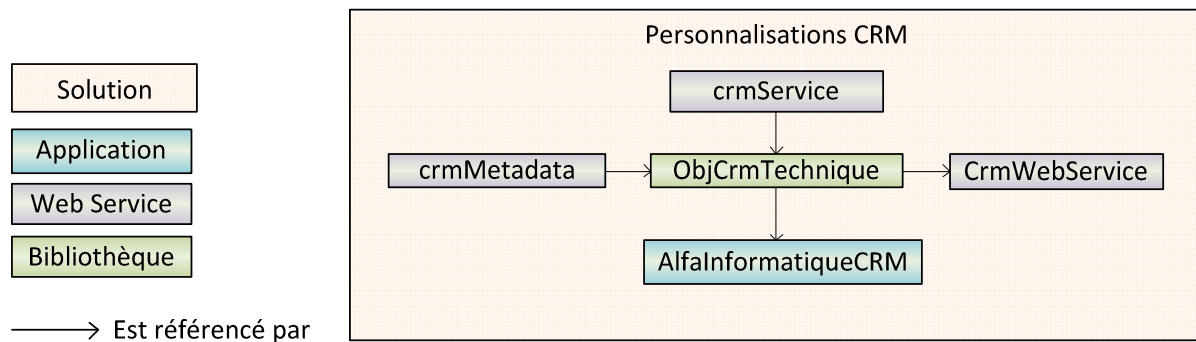 Solution
Application
Web Service
Bibliothèque
Est référencé par
Personnalisations CRM
crmService
crmMetadata
ObjCrmTechnique
CrmWebService
AlfaInformatiqueCRM